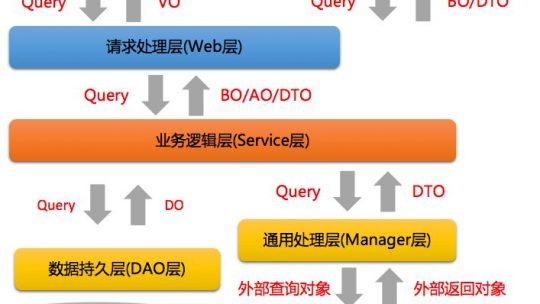 Query VO BO/DTO
Query
请求处理层(Web层)
Query BO/AO/DTO
业务逻辑层(Service层)
Query DTO
Query DO
通用处理层(Manager层)
数据持久层(DAO层)
外部查询对象 外部返回对象